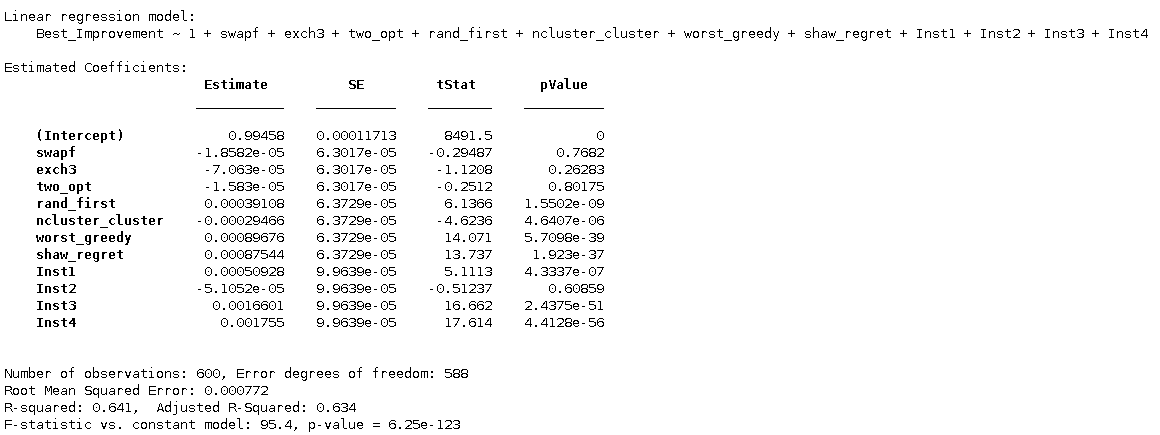 Linear regression model:
Best_Improvement ~ 1 + swapf + exch3 + two_opt + rand_first + ncluster_cluster + worst_greedy + shaw_regret + Inst1 + Inst2 + Inst3 + Inst4
Estimated Coefficients:
Estimate SE tStat pValue
(Intercept) 0.99458 0.00011713 8491.5 0
swapf -1.8582e-05 6.3017e-05 -0.29487 0.7682
exch3 -7.063e-05 6.3017e-05 -1.1208 0.26283
two_opt -1.583e-05 6.3017e-05 -0.2512 0.80175
rand_first 0.00039108 6.3729e-05 6.1366 1.5502e-09
ncluster_cluster -0.00029466 6.3729e-05 -4.6236 4.6407e-06
worst_greedy 0.00089676 6.3729e-05 14.071 5.7098e-39
shaw_regret 0.00087544 6.3729e-05 13.737 1.923e-37
Inst1 0.00050928 9.9639e-05 5.1113 4.3337e-07
Inst2 -5.1052e-05 9.9639e-05 -0.51237 0.60859
Inst3 0.0016601 9.9639e-05 16.662 2.4375e-51
Inst4 0.001755 9.9639e-05 17.614 4.4128e-56
Number of observations: 600, Error degrees of freedom: 588
Root Mean Squared Error: 0.000772
R-squared: 0.641, Adjusted R-Squared: 0.634
F-statistic vs. constant model: 95.4, p-value = 6.25e-123